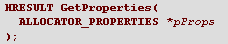 HRESULT GetProperties(
ALLOCATOR_PROPERTIES *pProps
);